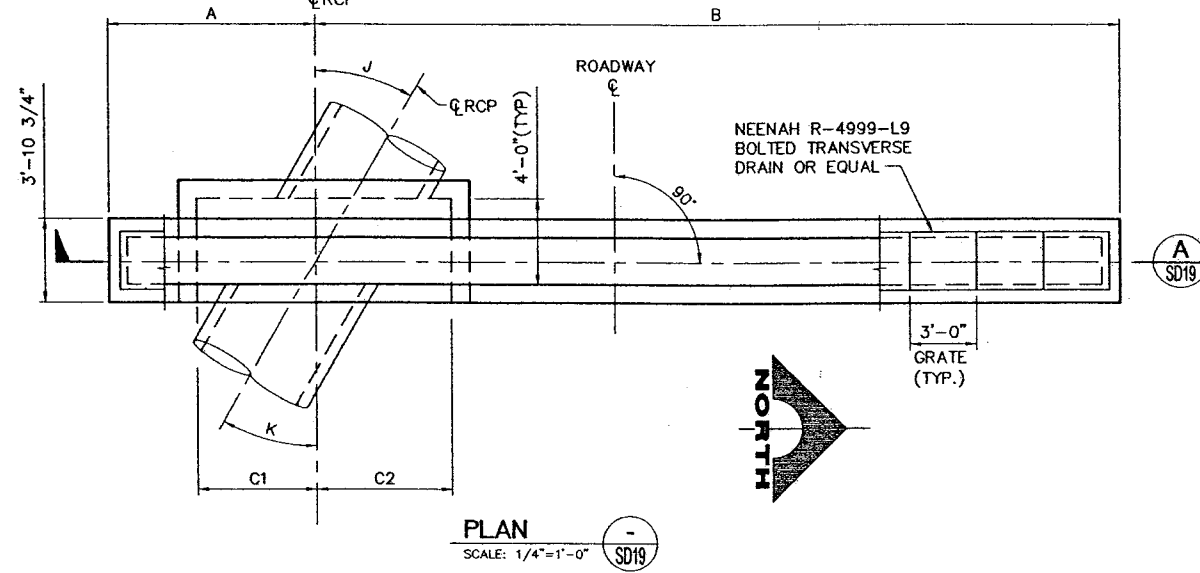 ℄ RCP
A
B
J
ROADWAY
℄
℄ RCP
3'-10 3/4"
4'-0"(TYP)
NEENAH R-4999-L9
BOLTED TRANSVERSE
DRAIN OR EQUAL
90°
A
SD19
3'-0"
GRATE
(TYP.)
NORTH
K
C1
C2
PLAN
SCALE: 1/4"=1'-0"
-
SD19